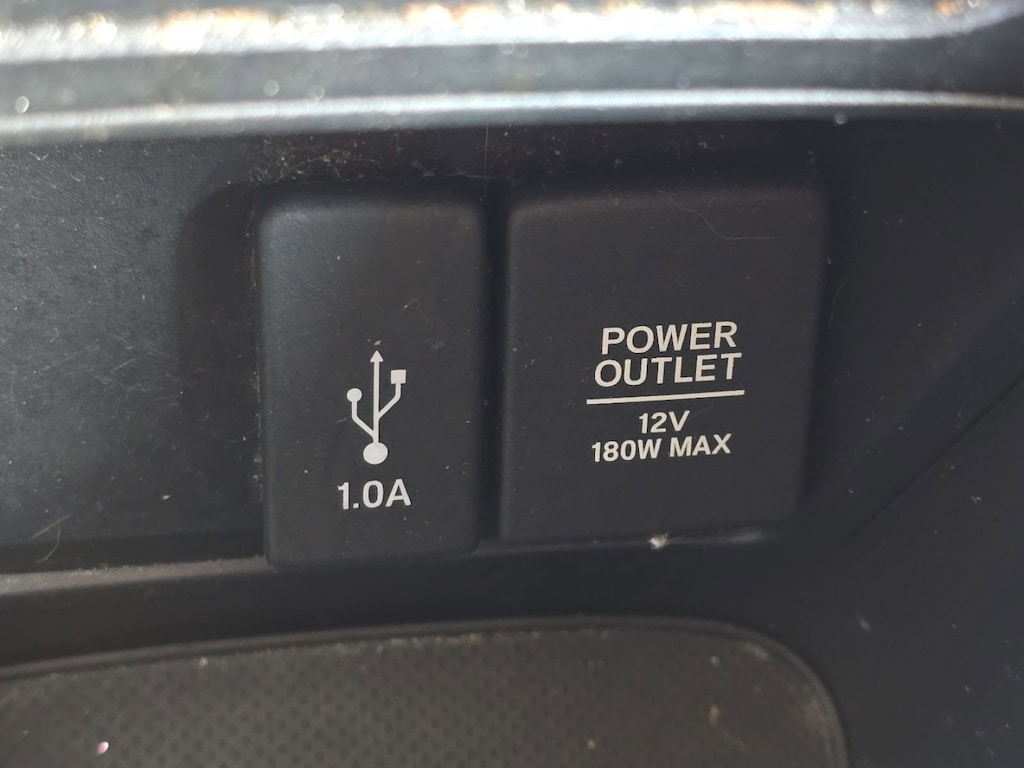 1.0A
POWER
OUTLET
12V
180W MAX